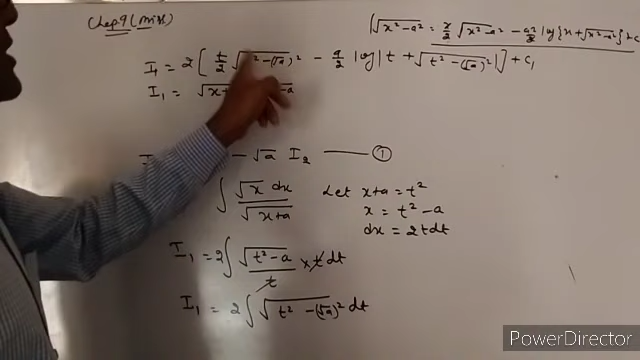 Chap.9 (Misc)
∫√x²-a² = x/2 √x²-a² - a²/2 log{x+√x²-a²}+c
I₁ = 2[ t/2 √t²-(√a)² - a/2 log|t + √t²-(√a)²|] + c₁
I₁ = √x+ -a
- √a I₂ —— ①
∫ √x dx / √x+a Let x+a = t²
x = t²-a
dx = 2tdt
I₁ = 2∫ √t²-a / t × t dt
I₁ = 2∫ √t² -(√a)² dt
PowerDirector